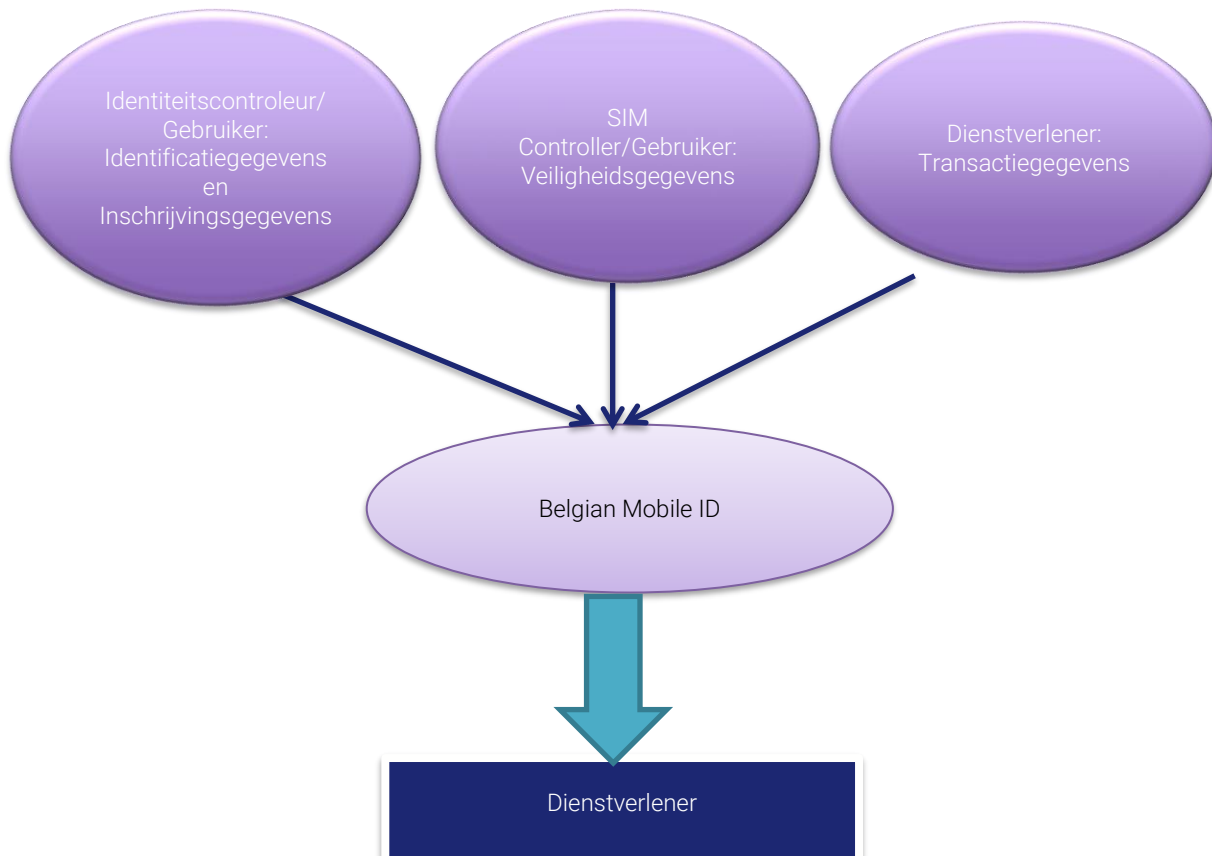 Identiteitscontroleur/
Gebruiker:
Identificatiegegevens
en
Inschrijvingsgegevens
SIM
Controller/Gebruiker:
Veiligheidsgegevens
Dienstverlener:
Transactiegegevens
Belgian Mobile ID
Dienstverlener